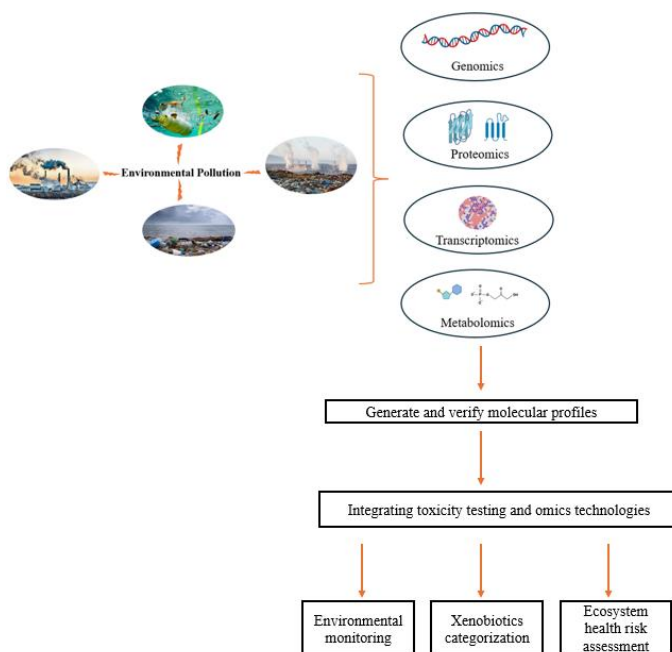 Genomics
Environmental Pollution
Proteomics
Transcriptomics
Metabolomics
Generate and verify molecular profiles
Integrating toxicity testing and omics technologies
Environmental
monitoring
Xenobiotics
categorization
Ecosystem
health risk
assessment